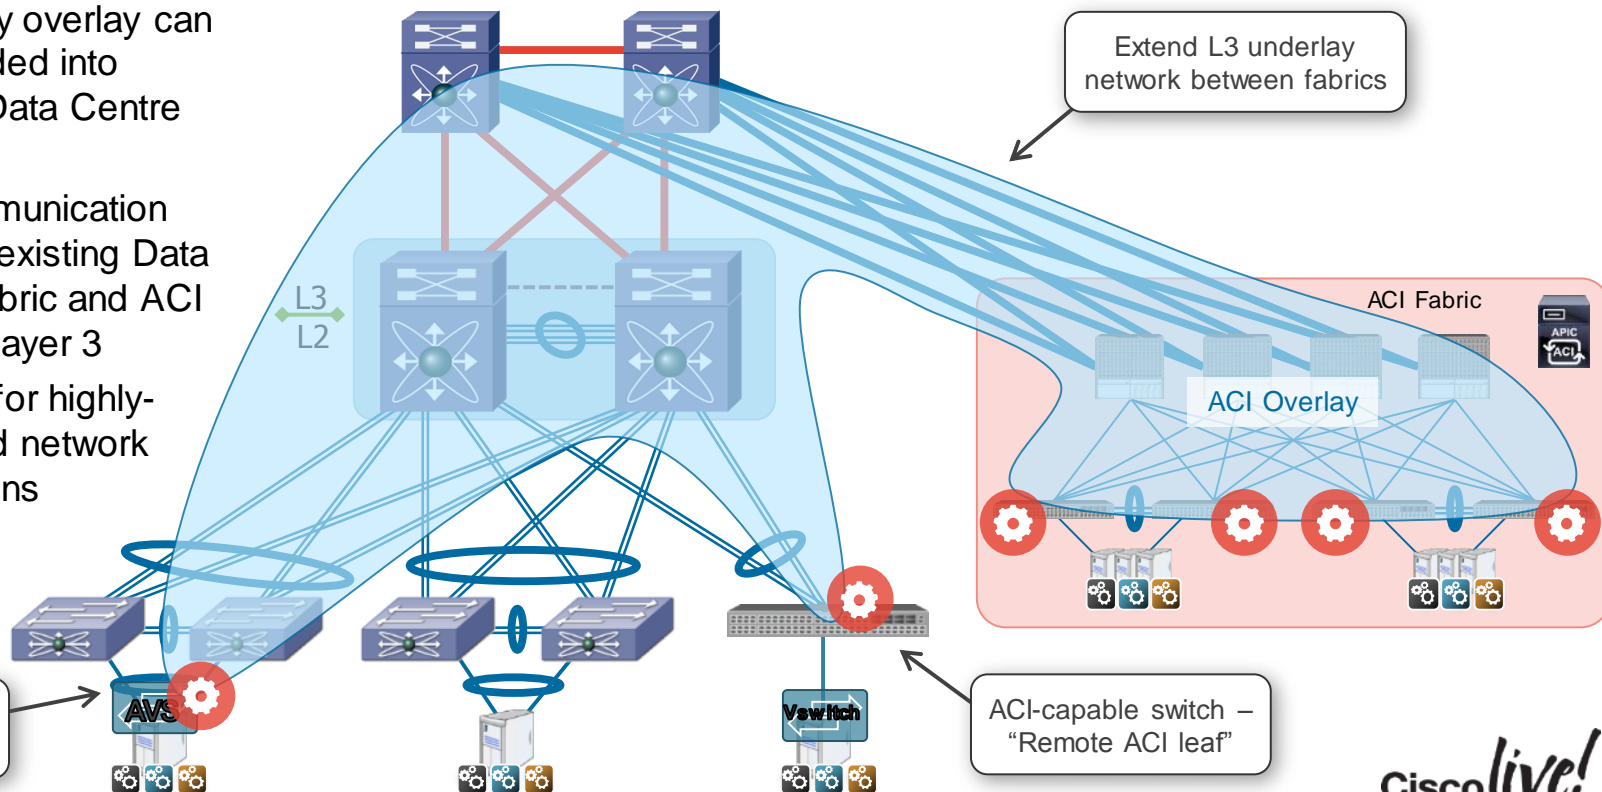 y overlay can
ded into
Data Centre
munication
existing Data
bric and ACI
ayer 3
for highly-
d network
ns
Extend L3 underlay
network between fabrics
L3
L2
ACI Fabric
APIC
ACI
ACI Overlay
AVS
Vswitch
ACI-capable switch –
“Remote ACI leaf”
Cisco live!